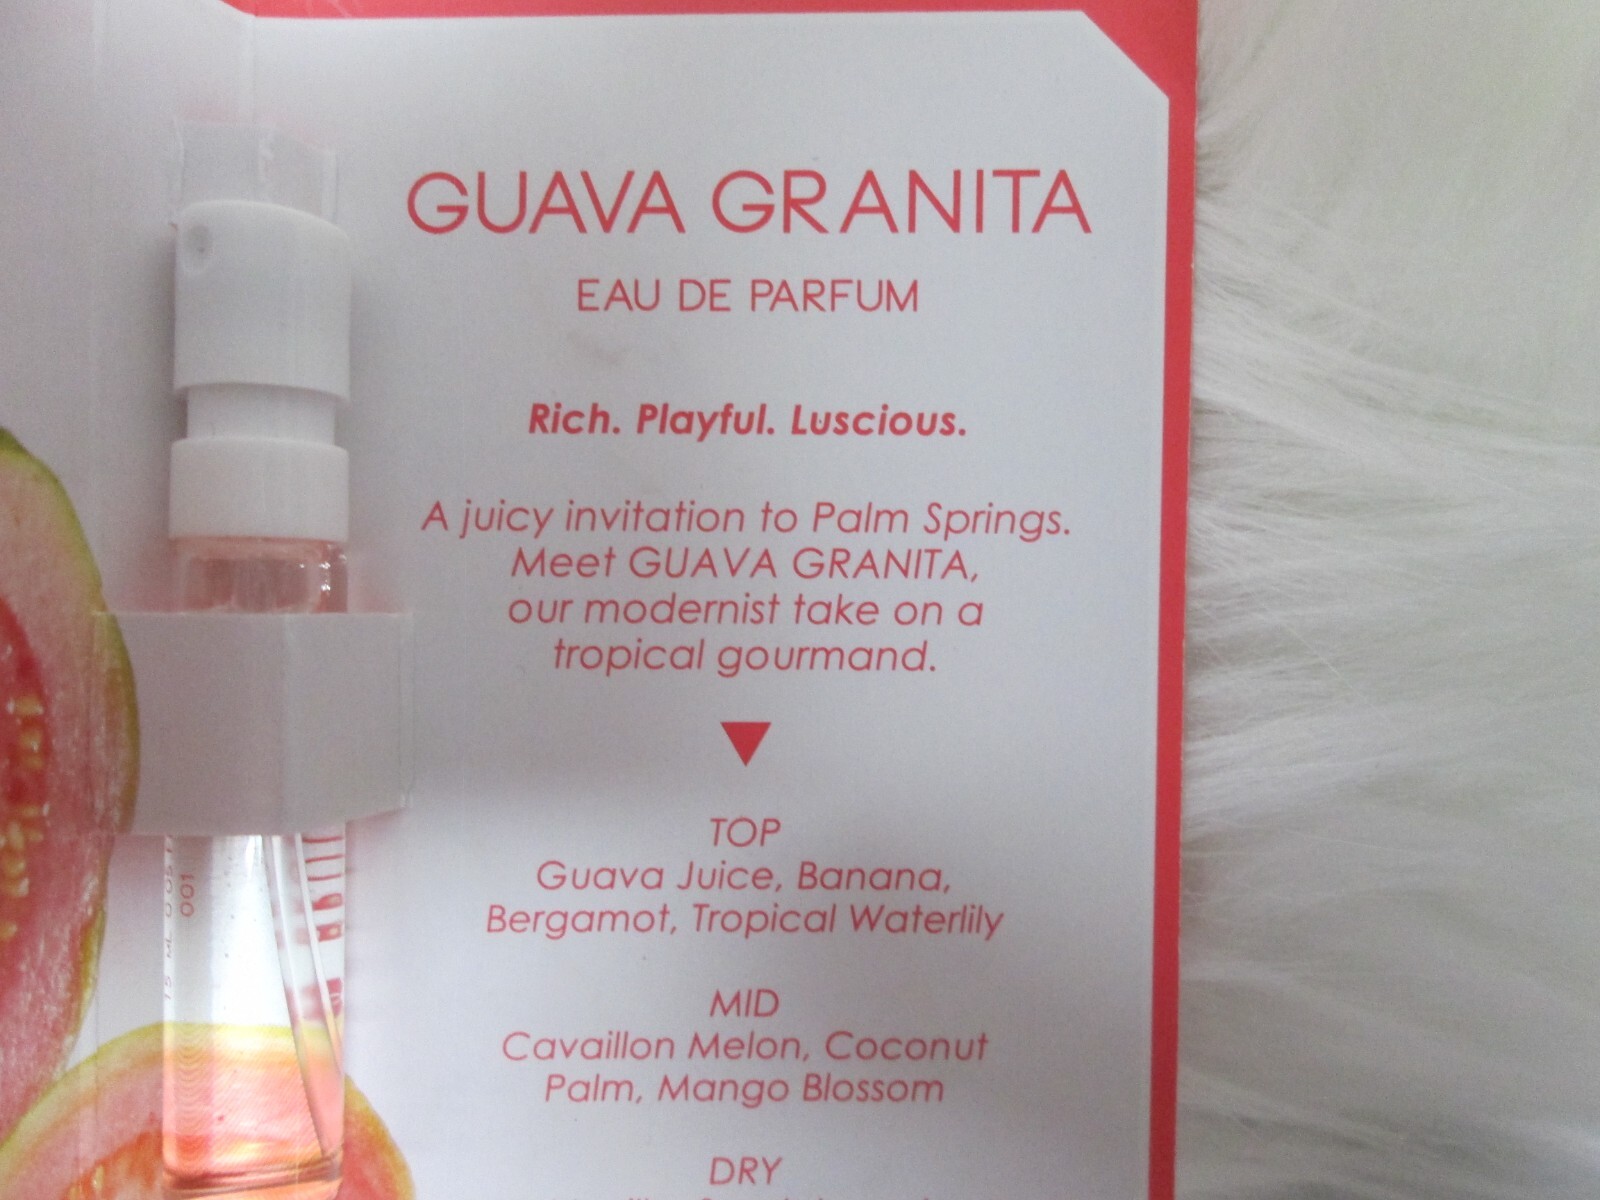 GUAVA GRANITA
EAU DE PARFUM
Rich. Playful. Luscious.
A juicy invitation to Palm Springs.
Meet GUAVA GRANITA,
our modernist take on a
tropical gourmand.
TOP
Guava Juice, Banana,
Bergamot, Tropical Waterlily
MID
Cavaillon Melon, Coconut
Palm, Mango Blossom
DRY
001